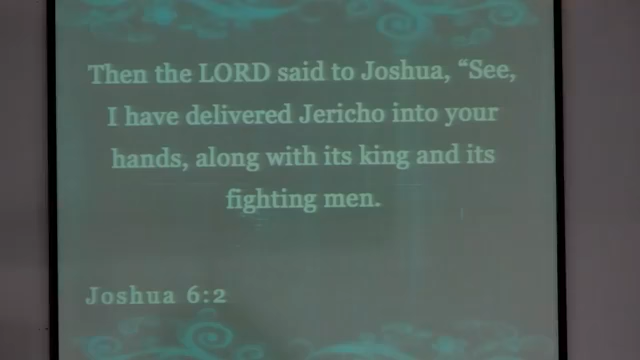 Then the LORD said to Joshua, “See,
I have delivered Jericho into your
hands, along with its king and its
fighting men.
Joshua 6:2